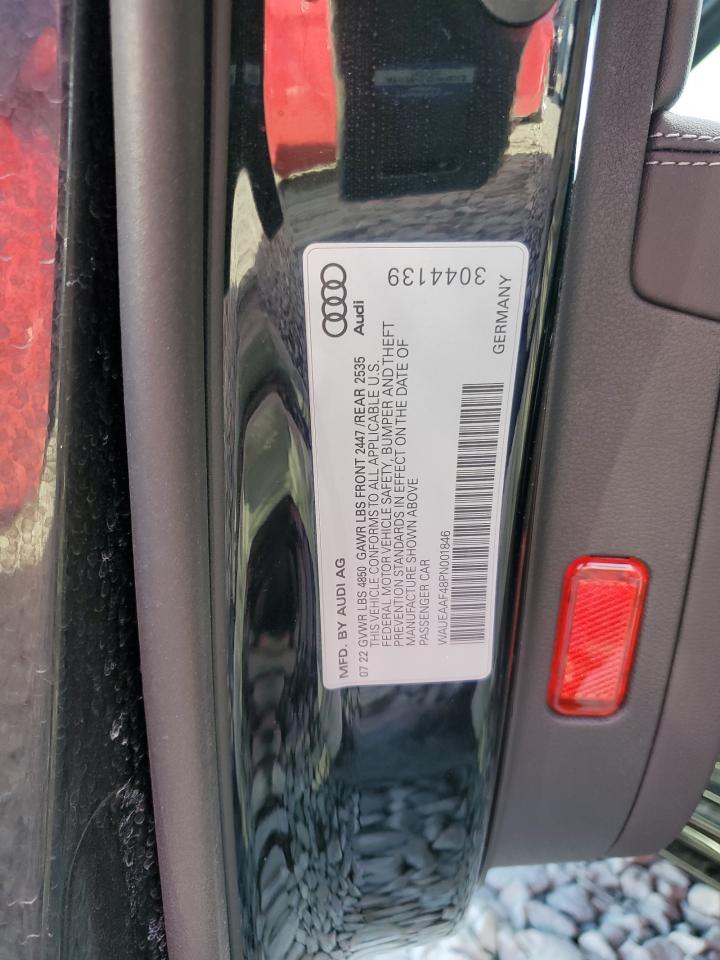 MFD. BY AUDI AG
Audi
07 22 GVWR LBS 4850 GAWR LBS FRONT 2447 /REAR 2535
THIS VEHICLE CONFORMS TO ALL APPLICABLE U.S.
FEDERAL MOTOR VEHICLE SAFETY, BUMPER AND THEFT
PREVENTION STANDARDS IN EFFECT ON THE DATE OF
MANUFACTURE SHOWN ABOVE
PASSENGER CAR
WAUEAAF48PN001846
3044139
GERMANY